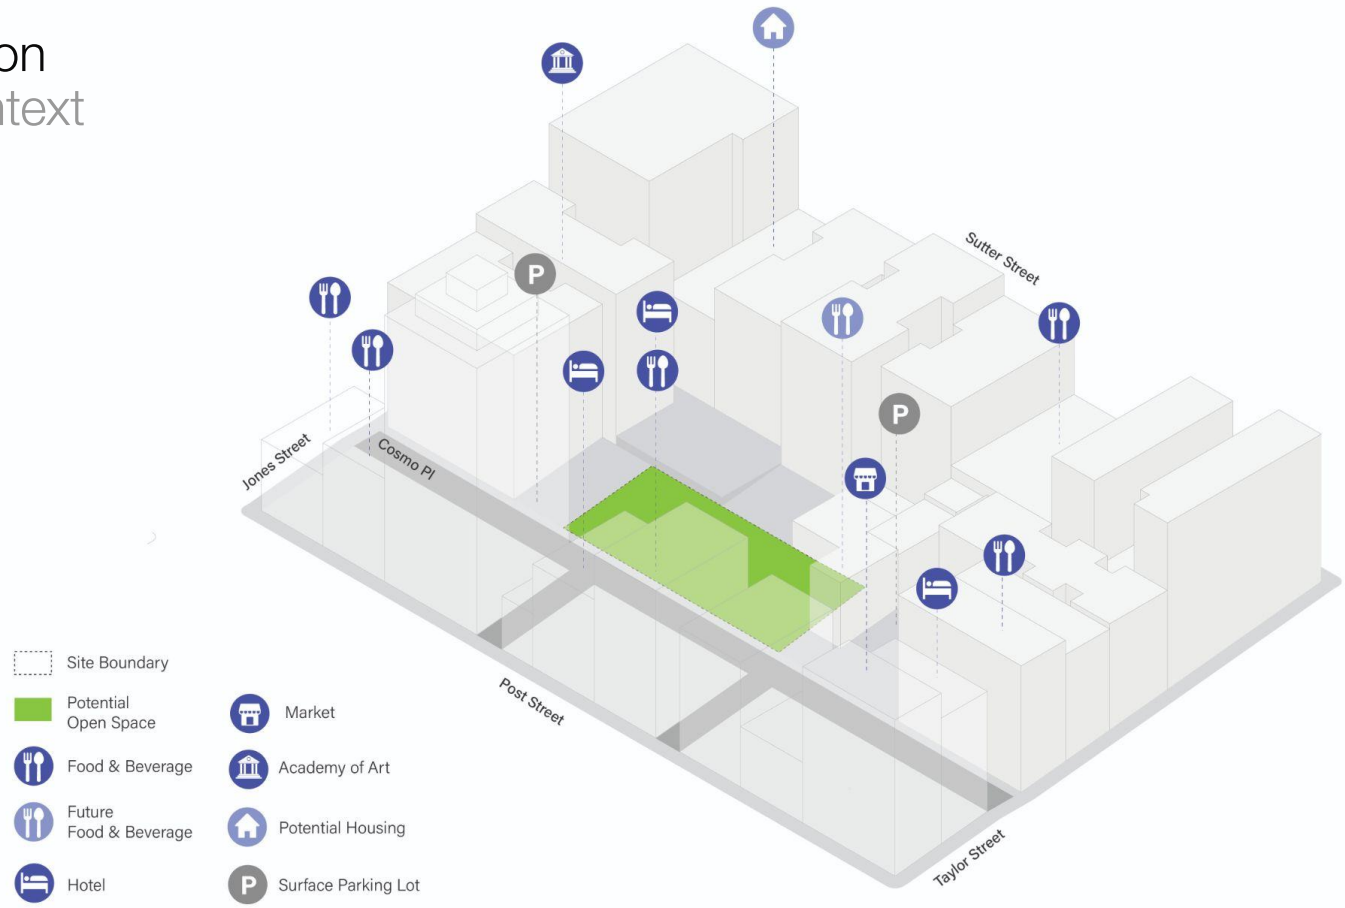 on
ntext
Sutter Street
P
Jones Street
Cosmo Pl
P
Post Street
Taylor Street
Site Boundary
Potential
Open Space
Food & Beverage
Future
Food & Beverage
Hotel
Market
Academy of Art
Potential Housing
P
Surface Parking Lot